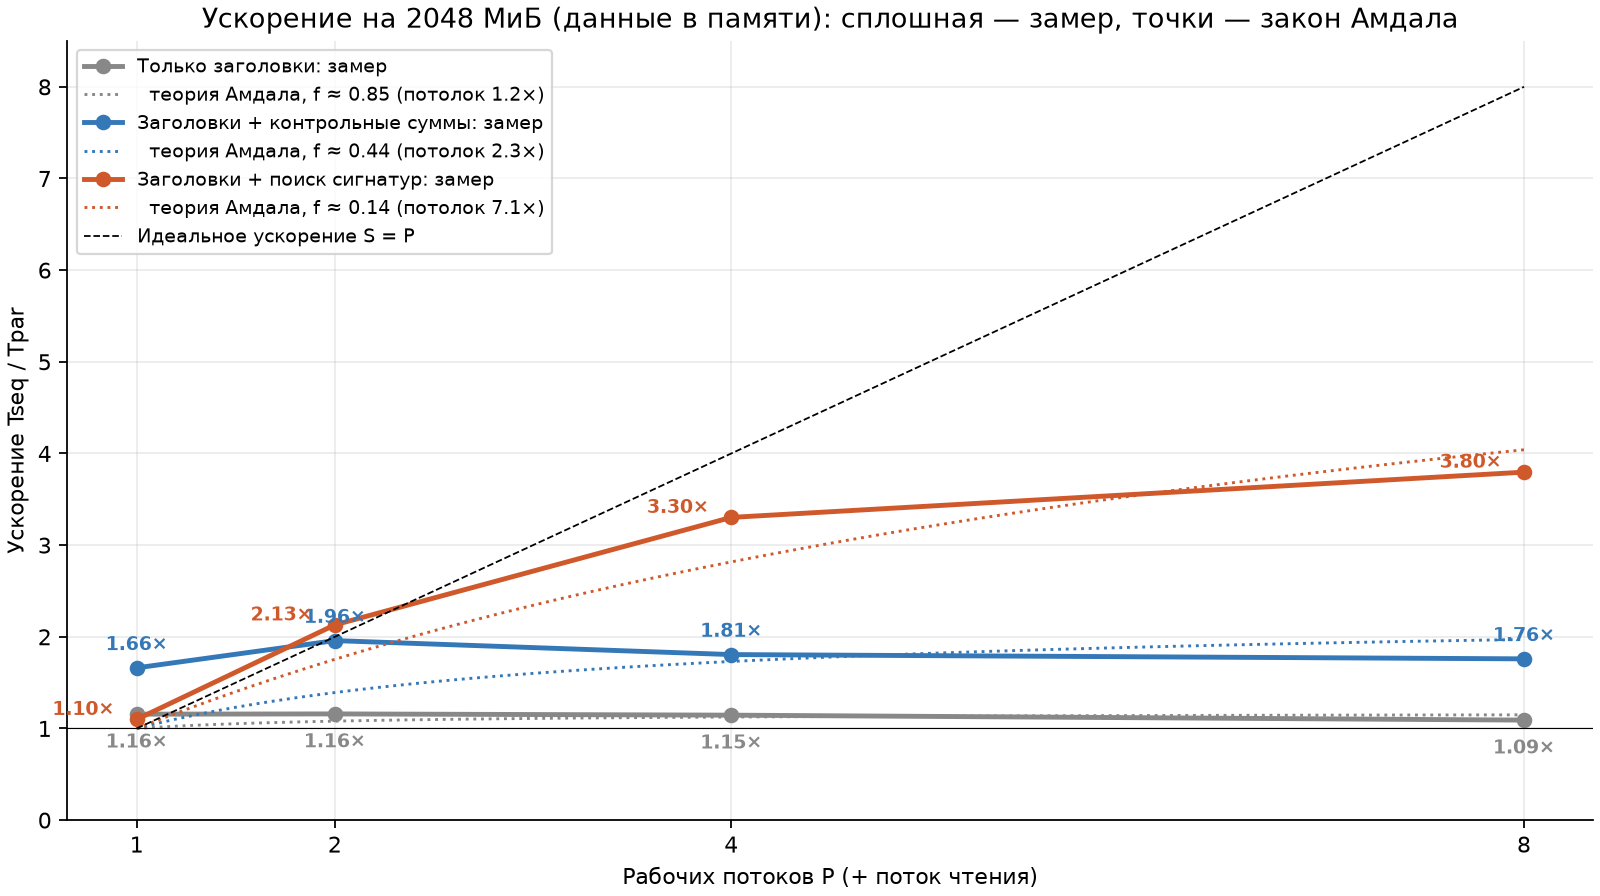 Ускорение на 2048 МиБ (данные в памяти): сплошная — замер, точки — закон Амдала
Только заголовки: замер
теория Амдала, f ≈ 0.85 (потолок 1.2×)
Заголовки + контрольные суммы: замер
теория Амдала, f ≈ 0.44 (потолок 2.3×)
Заголовки + поиск сигнатур: замер
теория Амдала, f ≈ 0.14 (потолок 7.1×)
Идеальное ускорение S = P
Ускорение Tseq / Tpar
8
7
6
5
4
3
2
1
0
3.80×
3.30×
2.13×
1.96×
1.66×
1.81×
1.76×
1.10×
1.16×
1.16×
1.15×
1.09×
1
2
4
8
Рабочих потоков P (+ поток чтения)